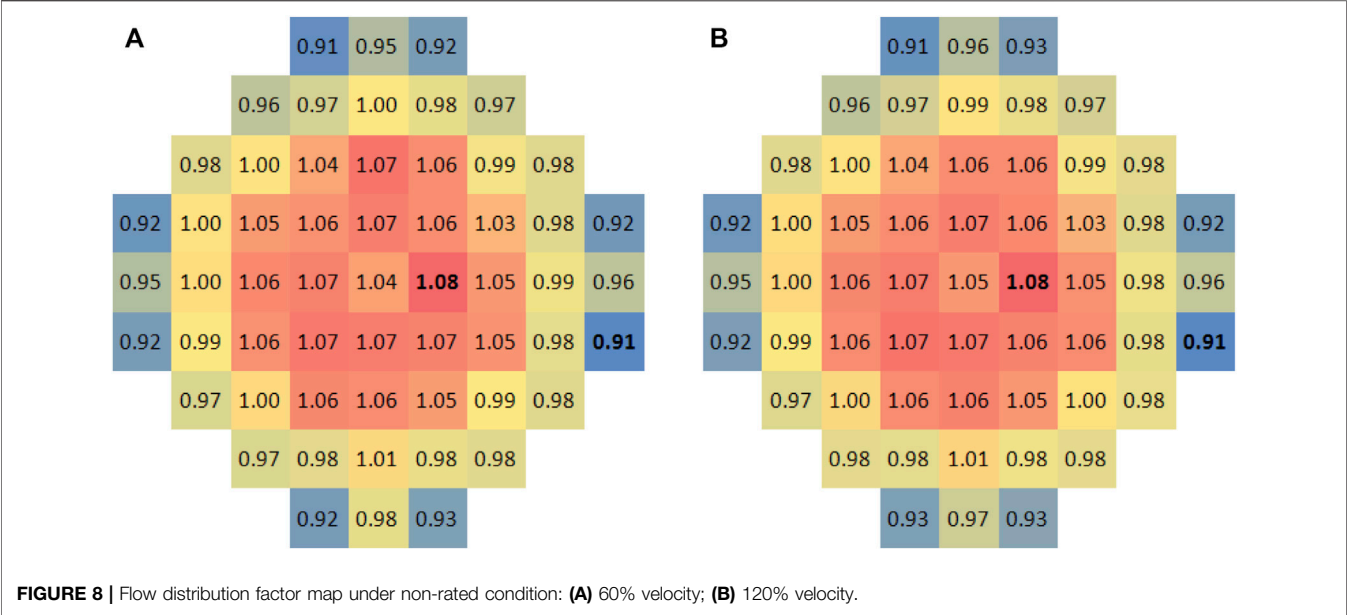 A B
0.91 0.95 0.92 0.91 0.96 0.93
0.96 0.97 1.00 0.98 0.97 0.96 0.97 0.99 0.98 0.97
0.98 1.00 1.04 1.07 1.06 0.99 0.98 0.98 1.00 1.04 1.06 1.06 0.99 0.98
0.92 1.00 1.05 1.06 1.07 1.06 1.03 0.98 0.92 0.92 1.00 1.05 1.06 1.07 1.06 1.03 0.98 0.92
0.95 1.00 1.06 1.07 1.04 1.08 1.05 0.99 0.96 0.95 1.00 1.06 1.07 1.05 1.08 1.05 0.98 0.96
0.92 0.99 1.06 1.07 1.07 1.07 1.05 0.98 0.91 0.92 0.99 1.06 1.07 1.07 1.06 1.06 0.98 0.91
0.97 1.00 1.06 1.06 1.05 0.99 0.98 0.97 1.00 1.06 1.06 1.05 1.00 0.98
0.97 0.98 1.01 0.98 0.98 0.98 0.98 1.01 0.98 0.98
0.92 0.98 0.93 0.93 0.97 0.93
FIGURE 8 | Flow distribution factor map under non-rated condition: (A) 60% velocity; (B) 120% velocity.